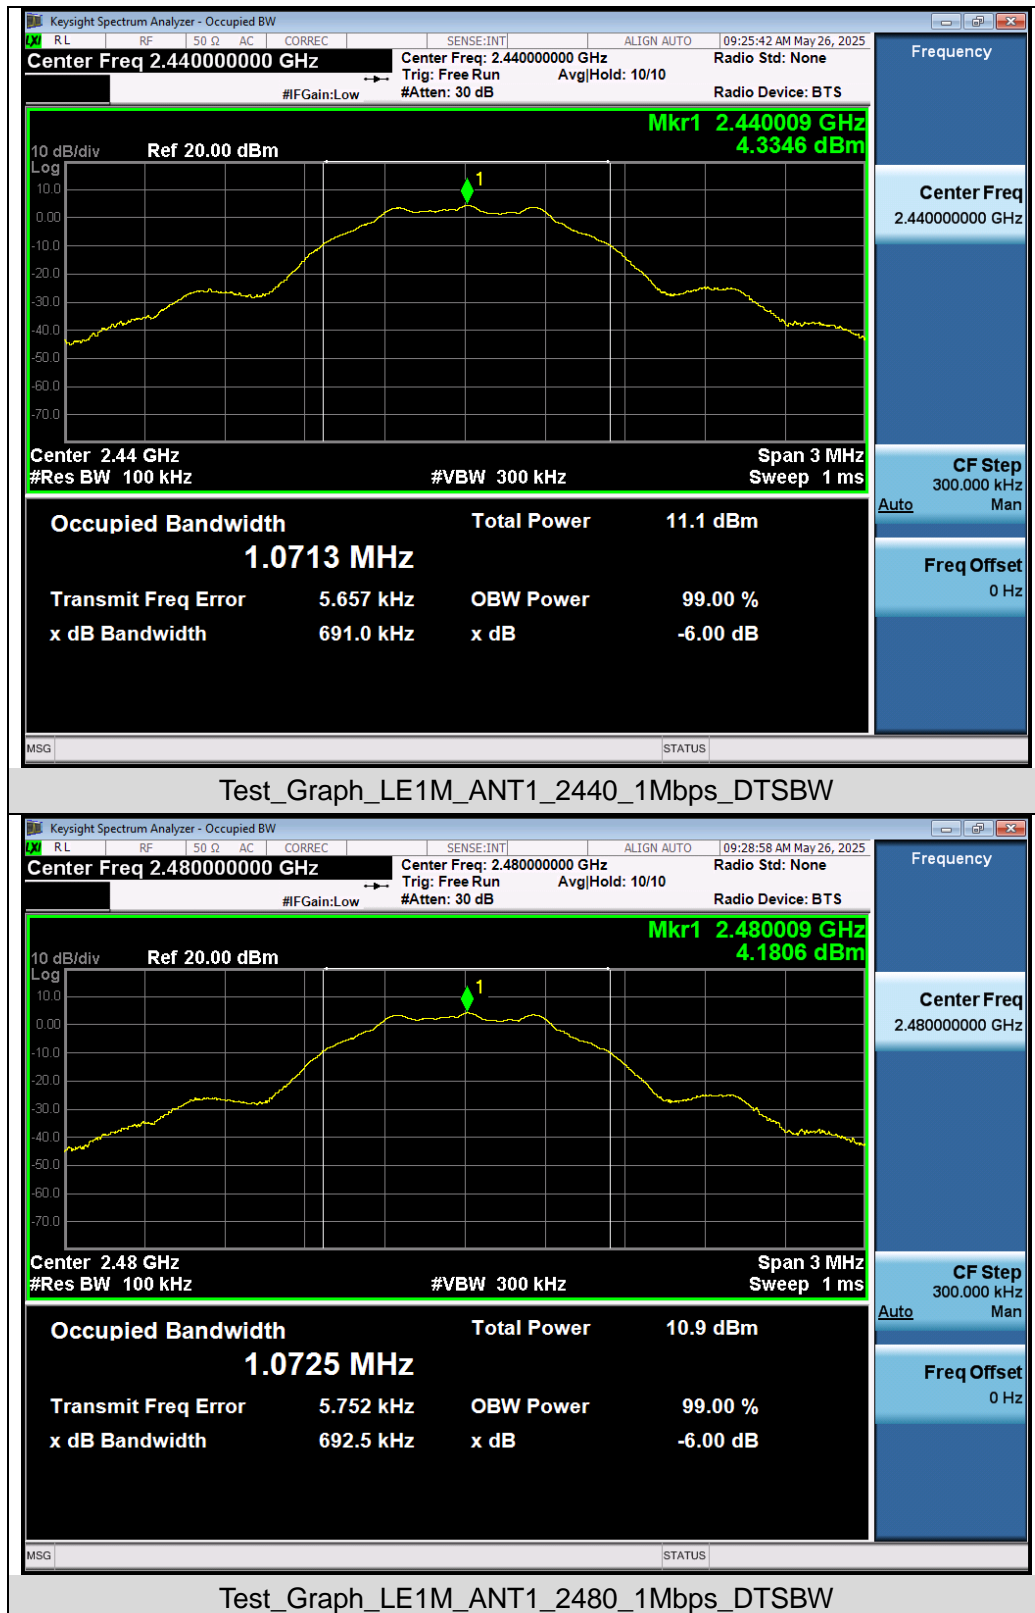 Keysight Spectrum Analyzer - Occupied BW
LXI RL RF 50 Ω AC CORREC SENSE:INT ALIGN AUTO 09:25:42 AM May 26, 2025
Center Freq 2.440000000 GHz
Center Freq: 2.440000000 GHz
Radio Std: None
Trig: Free Run Avg|Hold: 10/10
#IFGain:Low
#Atten: 30 dB
Radio Device: BTS
Frequency
Mkr1 2.440009 GHz
4.3346 dBm
10 dB/div Ref 20.00 dBm
Log
1
10.0
0.00
-10.0
-20.0
-30.0
-40.0
-50.0
-60.0
-70.0
Center Freq
2.440000000 GHz
Center 2.44 GHz Span 3 MHz
#Res BW 100 kHz #VBW 300 kHz Sweep 1 ms
CF Step
300.000 kHz
Auto Man
Occupied Bandwidth Total Power 11.1 dBm
1.0713 MHz
Transmit Freq Error 5.657 kHz OBW Power 99.00 %
x dB Bandwidth 691.0 kHz x dB -6.00 dB
Freq Offset
0 Hz
MSG STATUS
Test_Graph_LE1M_ANT1_2440_1Mbps_DTSBW
Keysight Spectrum Analyzer - Occupied BW
LXI RL RF 50 Ω AC CORREC SENSE:INT ALIGN AUTO 09:28:58 AM May 26, 2025
Center Freq 2.480000000 GHz
Center Freq: 2.480000000 GHz
Radio Std: None
Trig: Free Run Avg|Hold: 10/10
#IFGain:Low
#Atten: 30 dB
Radio Device: BTS
Frequency
Mkr1 2.480009 GHz
4.1806 dBm
10 dB/div Ref 20.00 dBm
Log
1
10.0
0.00
-10.0
-20.0
-30.0
-40.0
-50.0
-60.0
-70.0
Center Freq
2.480000000 GHz
Center 2.48 GHz Span 3 MHz
#Res BW 100 kHz #VBW 300 kHz Sweep 1 ms
CF Step
300.000 kHz
Auto Man
Occupied Bandwidth Total Power 10.9 dBm
1.0725 MHz
Transmit Freq Error 5.752 kHz OBW Power 99.00 %
x dB Bandwidth 692.5 kHz x dB -6.00 dB
Freq Offset
0 Hz
MSG STATUS
Test_Graph_LE1M_ANT1_2480_1Mbps_DTSBW